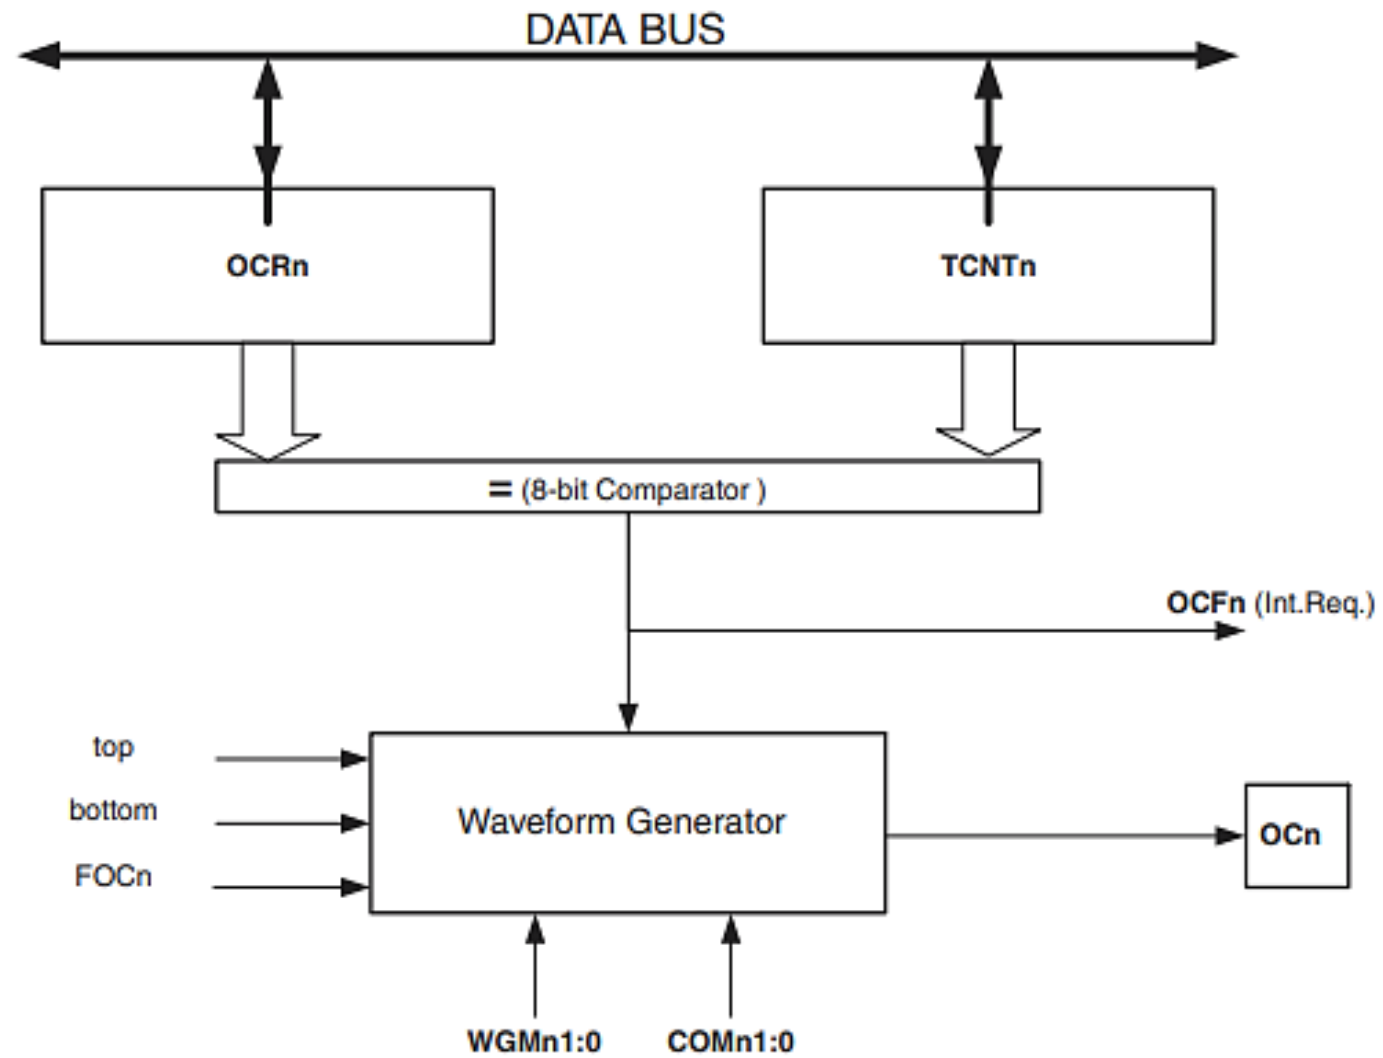 DATA BUS
OCRn
TCNTn
= (8-bit Comparator )
OCFn (Int.Req.)
top
bottom
FOCn
Waveform Generator
OCn
WGMn1:0
COMn1:0